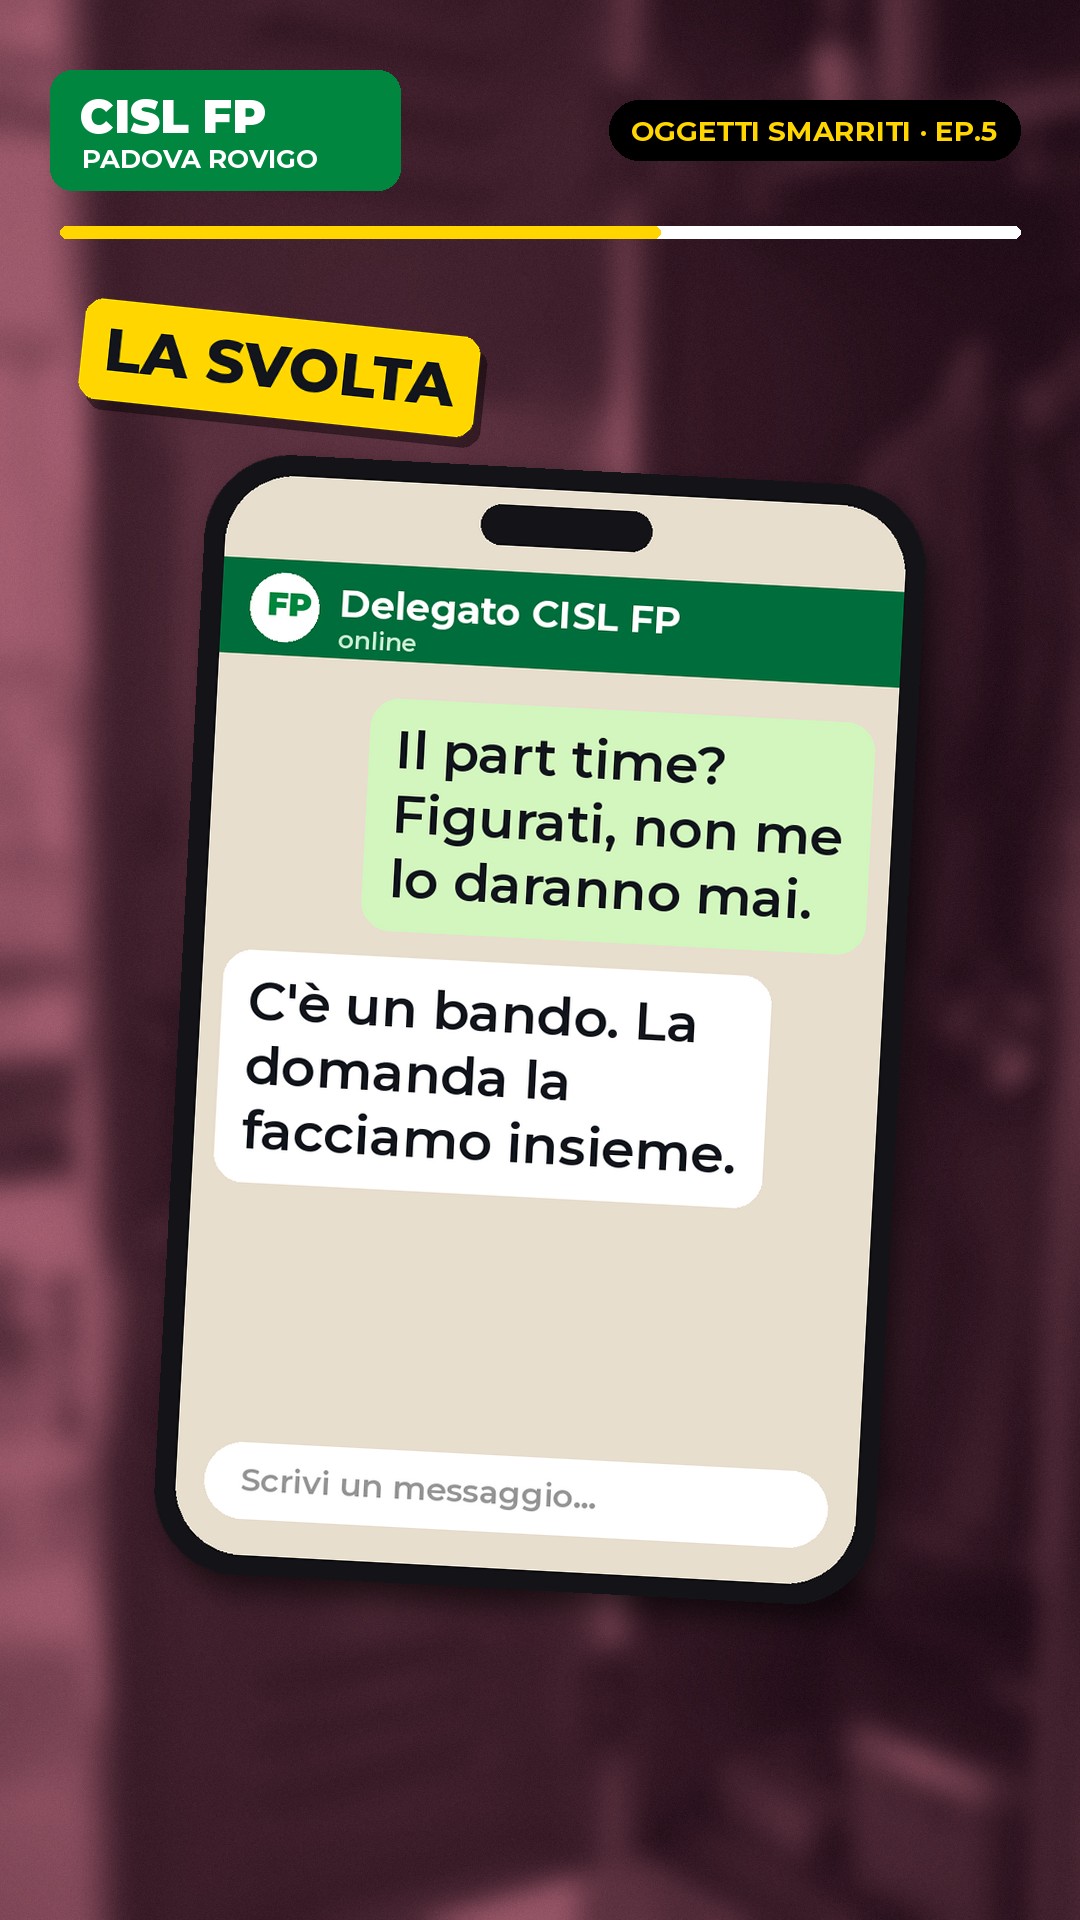 CISL FP
PADOVA ROVIGO
OGGETTI SMARRITI · EP.5
LA SVOLTA
FP
Delegato CISL FP
online
Il part time?
Figurati, non me
lo daranno mai.
C'è un bando. La
domanda la
facciamo insieme.
Scrivi un messaggio...